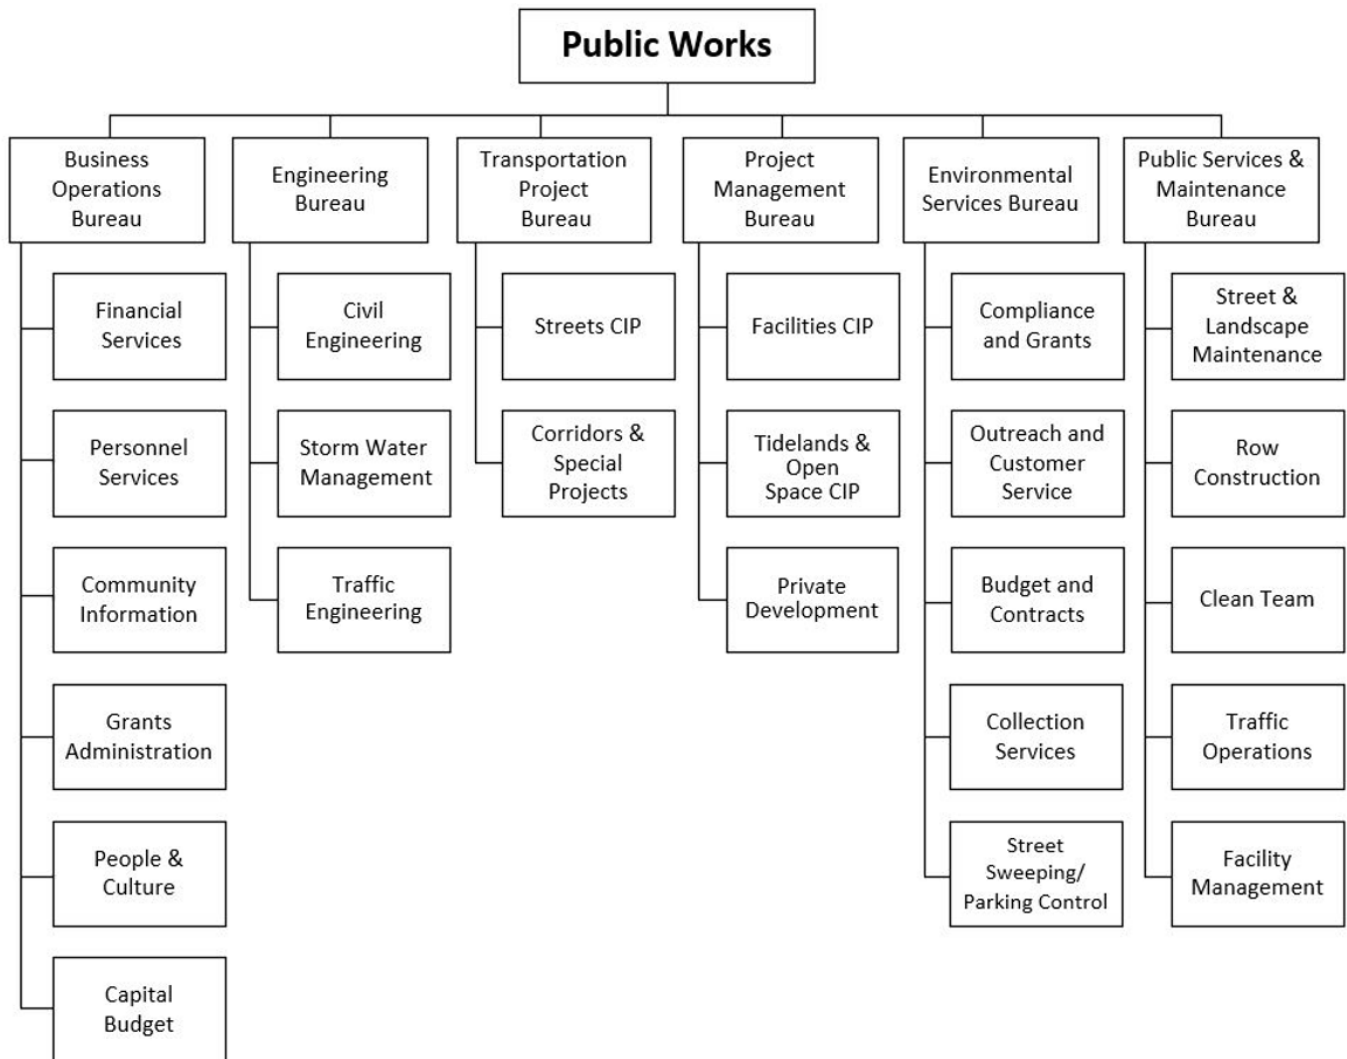 Public Works
Business
Operations
Bureau
Engineering
Bureau
Transportation
Project
Bureau
Project
Management
Bureau
Environmental
Services Bureau
Public Services &
Maintenance
Bureau
Financial
Services
Personnel
Services
Community
Information
Grants
Administration
People &
Culture
Capital
Budget
Civil
Engineering
Storm Water
Management
Traffic
Engineering
Streets CIP
Corridors &
Special
Projects
Facilities CIP
Tidelands &
Open
Space CIP
Private
Development
Compliance
and Grants
Outreach and
Customer
Service
Budget and
Contracts
Collection
Services
Street
Sweeping/
Parking Control
Street &
Landscape
Maintenance
Row
Construction
Clean Team
Traffic
Operations
Facility
Management